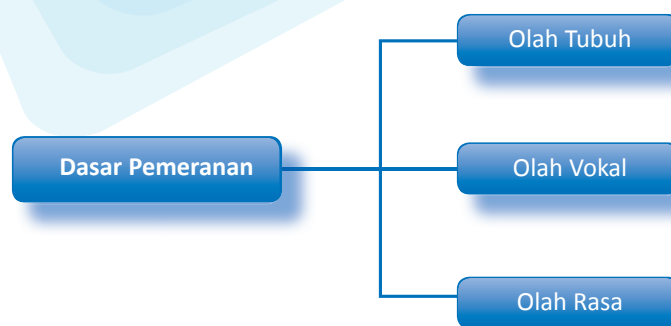 Olah Tubuh
Dasar Pemeranan
Olah Vokal
Olah Rasa